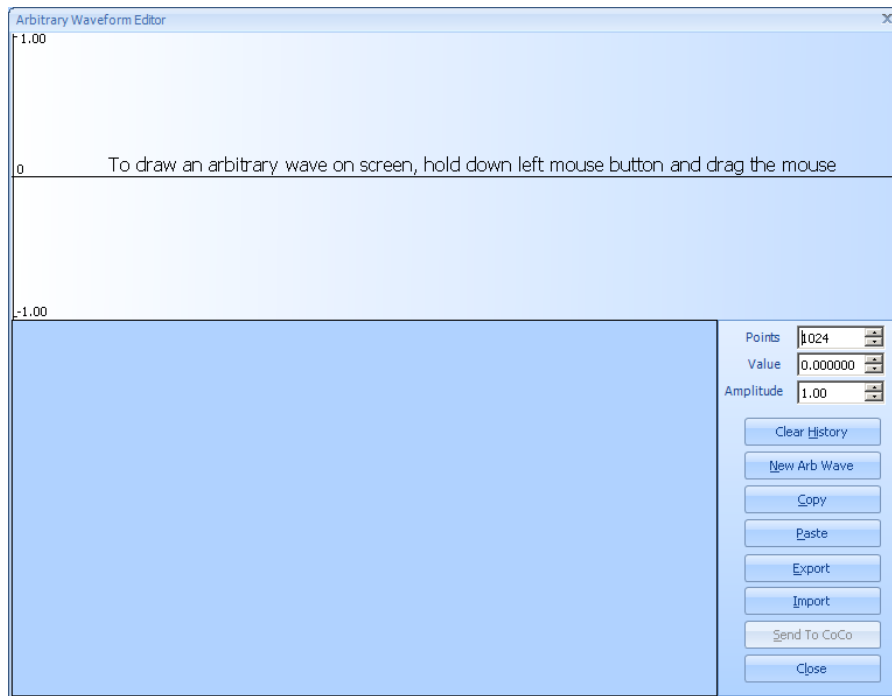 Arbitrary Waveform Editor
1.00
0
To draw an arbitrary wave on screen, hold down left mouse button and drag the mouse
-1.00
Points 1024
Value 0.000000
Amplitude 1.00
Clear History
New Arb Wave
Copy
Paste
Export
Import
Send To CoCo
Close